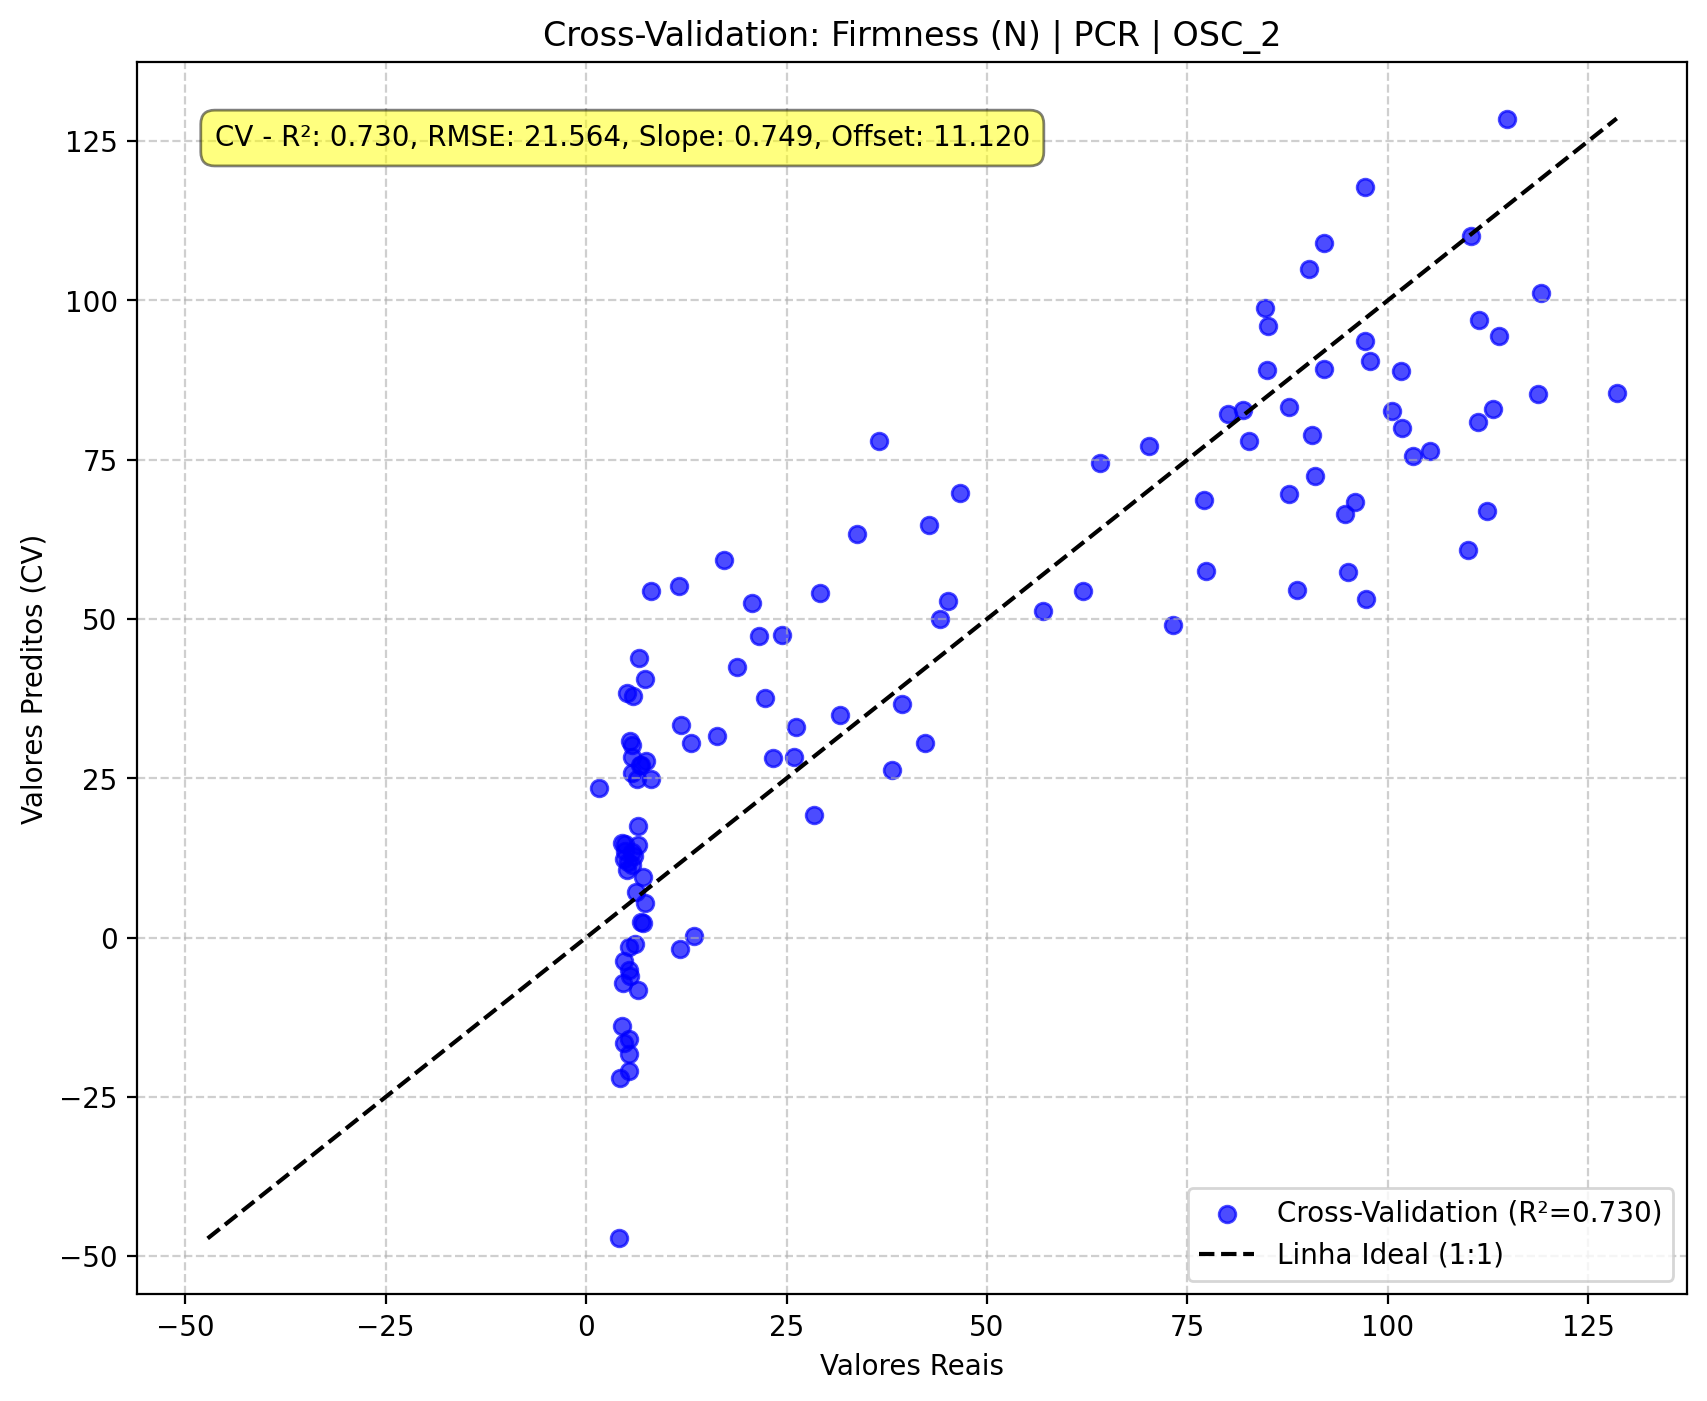 Cross-Validation: Firmness (N) | PCR | OSC_2
CV - R²: 0.730, RMSE: 21.564, Slope: 0.749, Offset: 11.120
125
100
75
50
25
0
−25
−50
Valores Preditos (CV)
Cross-Validation (R²=0.730)
Linha Ideal (1:1)
−50 −25 0 25 50 75 100 125
Valores Reais